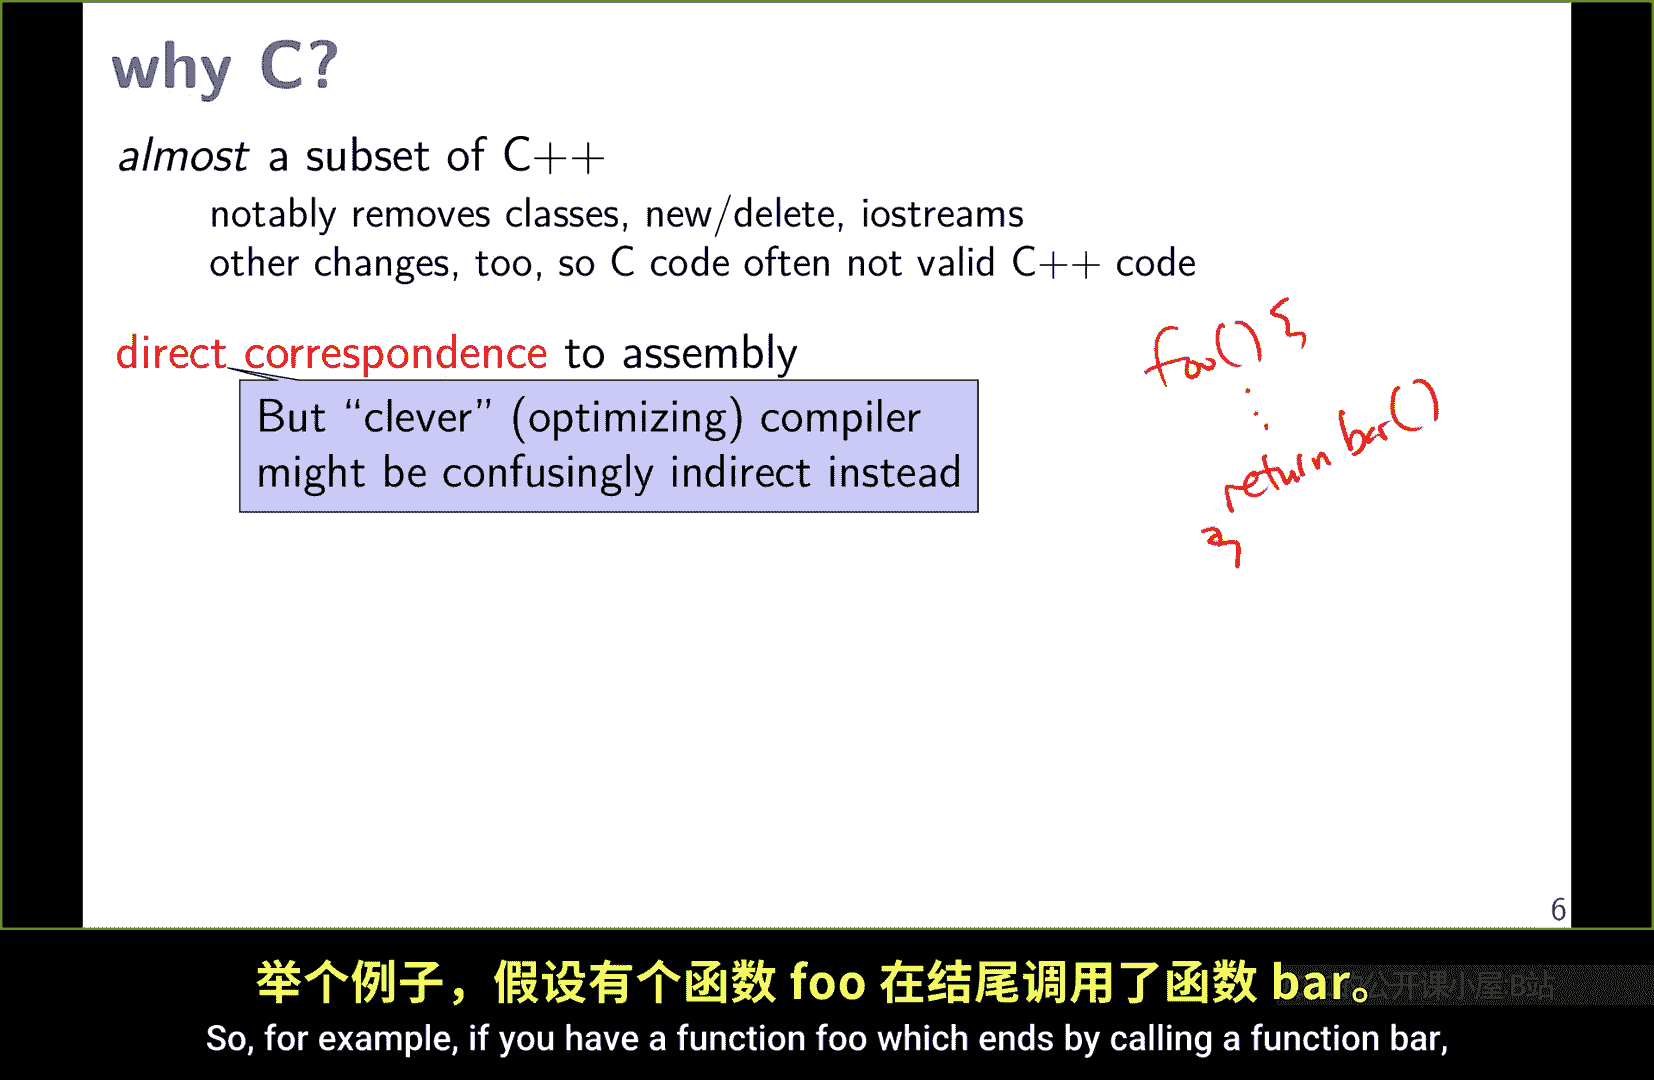 why C?
almost a subset of C++
notably removes classes, new/delete, iostreams
other changes, too, so C code often not valid C++ code
direct correspondence to assembly
But “clever” (optimizing) compiler
might be confusingly indirect instead
foo() {
⋮
return bar()
}
6
举个例子，假设有个函数 foo 在结尾调用了函数 bar。
公开课小屋:B站
So, for example, if you have a function foo which ends by calling a function bar,